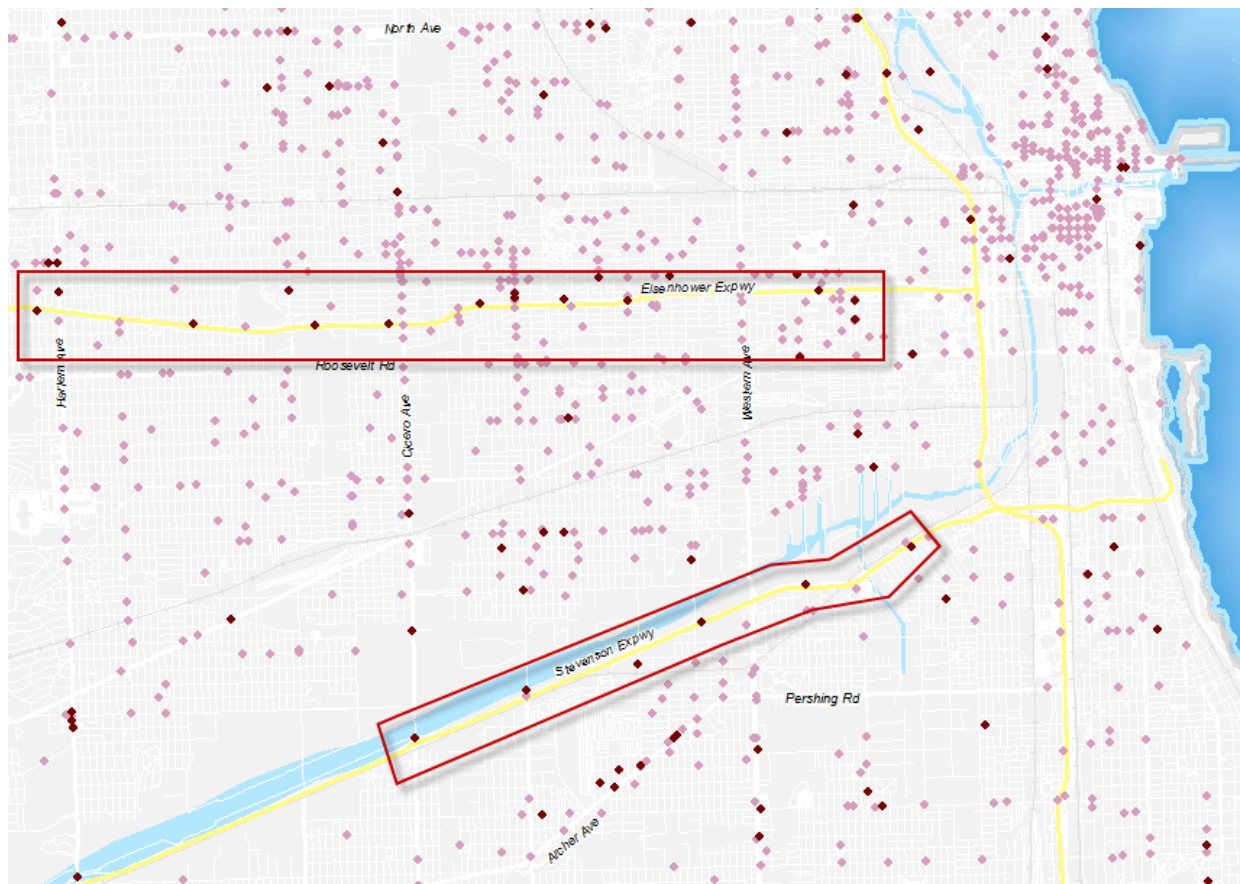 North Ave
Eisenhower Expwy
Roosevelt Rd
Harlem Ave
Western Ave
Cicero Ave
Stevenson Expwy
Pershing Rd
Archer Ave